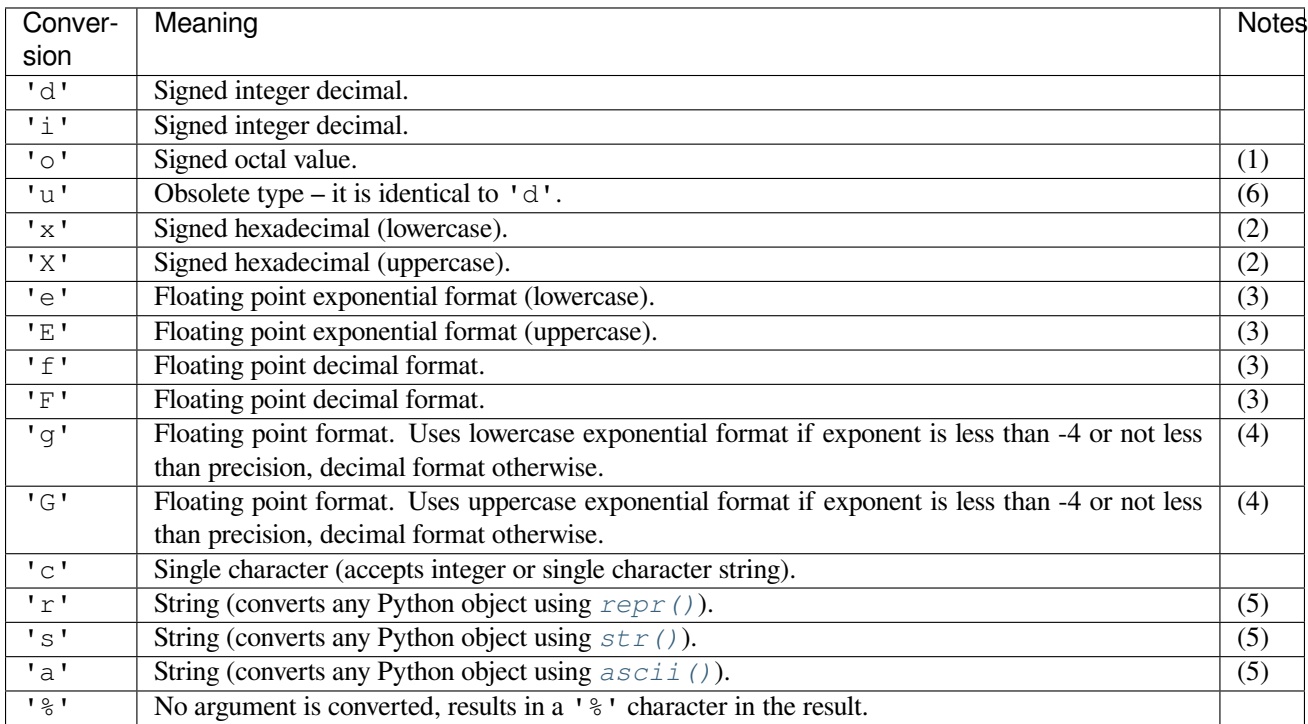 Conver- Meaning Notes
sion
'd' Signed integer decimal.
'i' Signed integer decimal.
'o' Signed octal value. (1)
'u' Obsolete type – it is identical to 'd'. (6)
'x' Signed hexadecimal (lowercase). (2)
'X' Signed hexadecimal (uppercase). (2)
'e' Floating point exponential format (lowercase). (3)
'E' Floating point exponential format (uppercase). (3)
'f' Floating point decimal format. (3)
'F' Floating point decimal format. (3)
'g' Floating point format. Uses lowercase exponential format if exponent is less than -4 or not less (4)
than precision, decimal format otherwise.
'G' Floating point format. Uses uppercase exponential format if exponent is less than -4 or not less (4)
than precision, decimal format otherwise.
'c' Single character (accepts integer or single character string).
'r' String (converts any Python object using repr()). (5)
's' String (converts any Python object using str()). (5)
'a' String (converts any Python object using ascii()). (5)
'%' No argument is converted, results in a '%' character in the result.